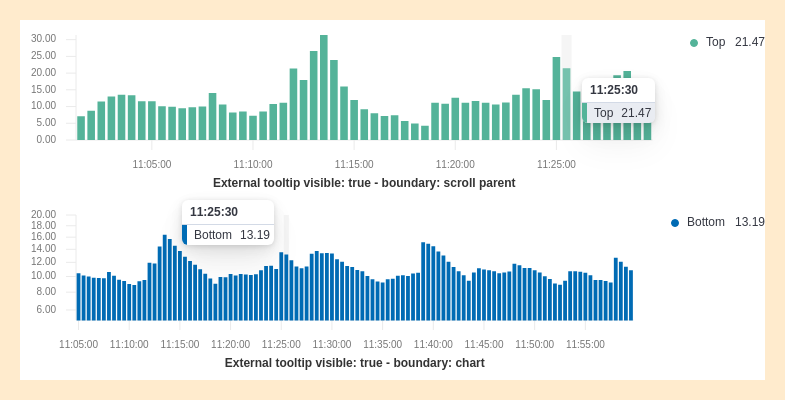 30.00
25.00
20.00
15.00
10.00
5.00
0.00
Top 21.47
11:25:30
Top 21.47
11:05:00 11:10:00 11:15:00 11:20:00 11:25:00
External tooltip visible: true - boundary: scroll parent
20.00
18.00
16.00
14.00
12.00
10.00
8.00
6.00
11:25:30
Bottom 13.19
Bottom 13.19
11:05:00 11:10:00 11:15:00 11:20:00 11:25:00 11:30:00 11:35:00 11:40:00 11:45:00 11:50:00 11:55:00
External tooltip visible: true - boundary: chart